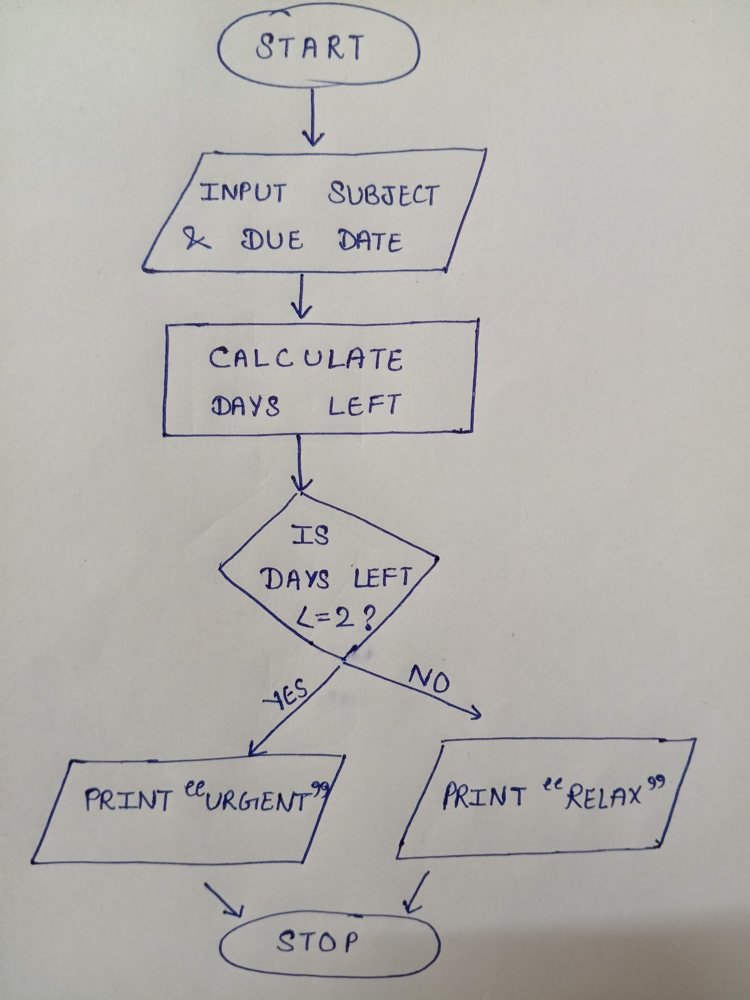 START
INPUT SUBJECT
& DUE DATE
CALCULATE
DAYS LEFT
IS
DAYS LEFT
<=2?
YES
NO
PRINT “URGENT”
PRINT “RELAX”
STOP